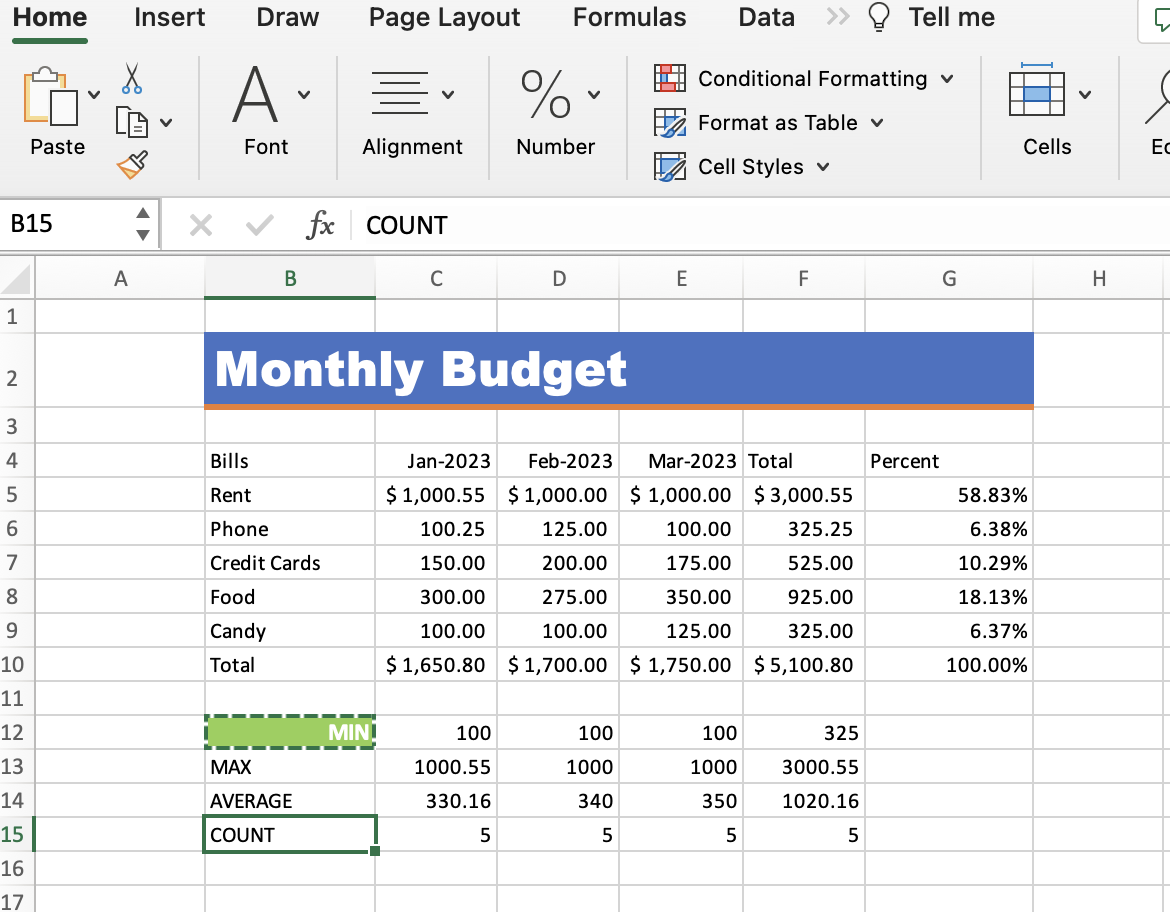 Home Insert Draw Page Layout Formulas Data >> Tell me
Conditional Formatting
Format as Table
Cell Styles
Paste Font Alignment Number Cells
B15 fx COUNT
A B C D E F G H
1
2 Monthly Budget
3
4 Bills Jan-2023 Feb-2023 Mar-2023 Total Percent
5 Rent $ 1,000.55 $ 1,000.00 $ 1,000.00 $ 3,000.55 58.83%
6 Phone 100.25 125.00 100.00 325.25 6.38%
7 Credit Cards 150.00 200.00 175.00 525.00 10.29%
8 Food 300.00 275.00 350.00 925.00 18.13%
9 Candy 100.00 100.00 125.00 325.00 6.37%
10 Total $ 1,650.80 $ 1,700.00 $ 1,750.00 $ 5,100.80 100.00%
11
12 MIN 100 100 100 325
13 MAX 1000.55 1000 1000 3000.55
14 AVERAGE 330.16 340 350 1020.16
15 COUNT 5 5 5 5
16
17